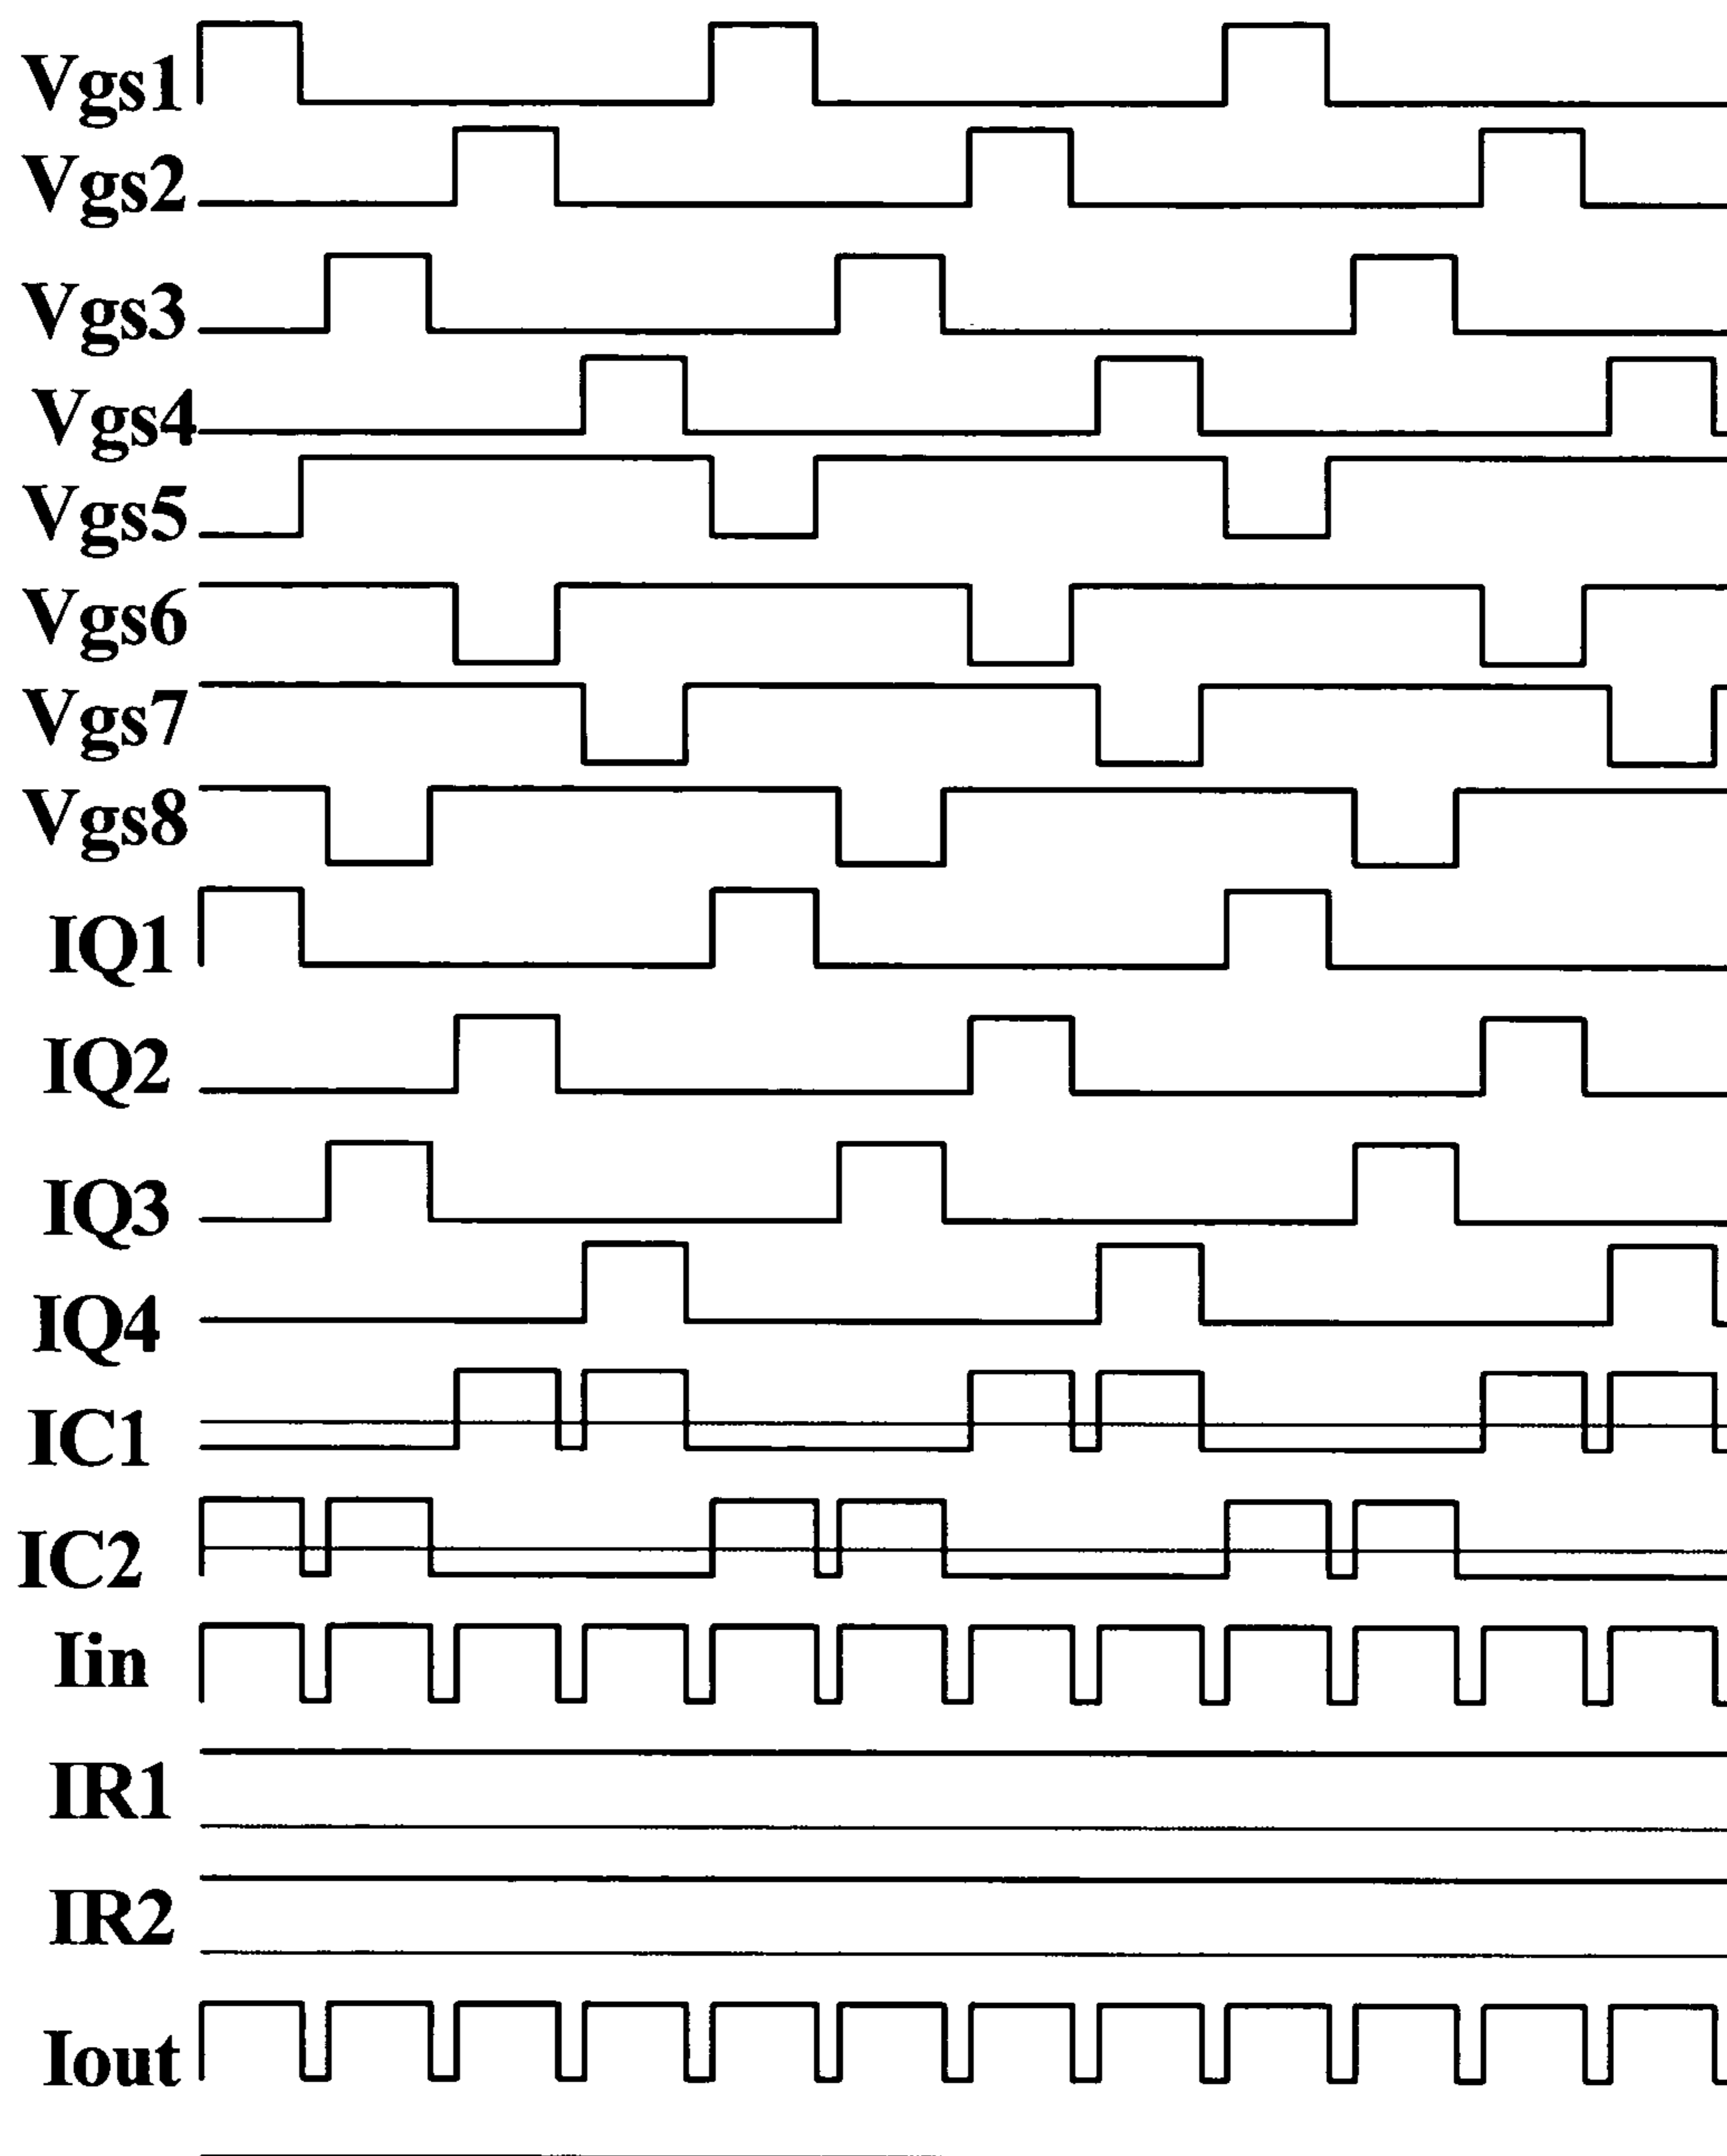 Vgs1
Vgs2
Vgs3
Vgs4
Vgs5
Vgs6
Vgs7
Vgs8
IQ1
IQ2
IQ3
IQ4
IC1
IC2
Iin
IR1
IR2
Iout